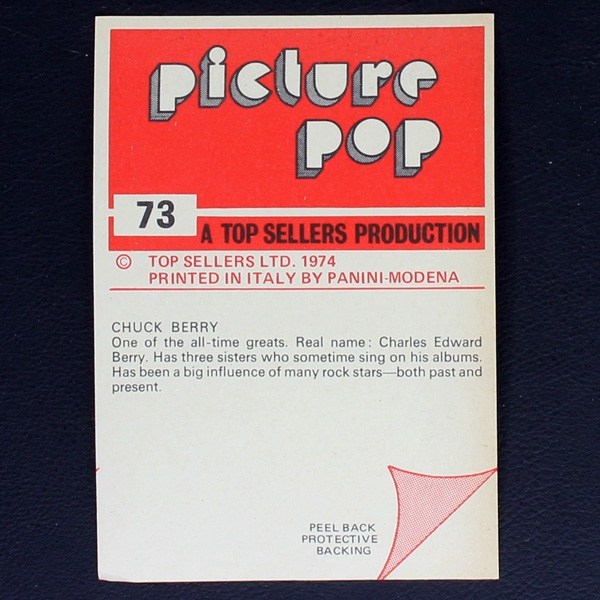 picture
pop
73
A TOP SELLERS PRODUCTION
© TOP SELLERS LTD. 1974
PRINTED IN ITALY BY PANINI-MODENA
CHUCK BERRY
One of the all-time greats. Real name: Charles Edward
Berry. Has three sisters who sometime sing on his albums.
Has been a big influence of many rock stars—both past and
present.
PEEL BACK
PROTECTIVE
BACKING